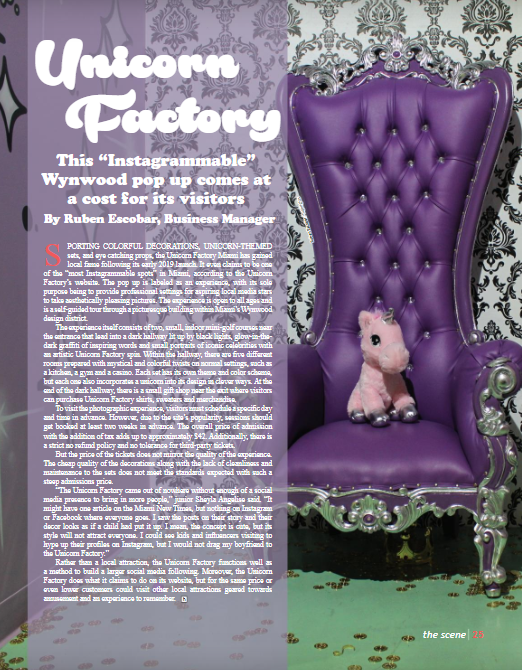 Unicorn
Factory
This “Instagrammable”
Wynwood pop up comes at
a cost for its visitors
By Ruben Escobar, Business Manager
SPORTING COLORFUL DECORATIONS, UNICORN-THEMED
sets, and eye catching props, the Unicorn Factory Miami has gained
local fame following its early 2019 launch. It even claims to be one
of the “most Instagrammable spots” in Miami, according to the Unicorn
Factory’s website. The pop up is labeled as an experience, with its sole
purpose being to provide professional settings for aspiring local media stars
to take aesthetically pleasing pictures. The experience is open to all ages and
is a self-guided tour through a picturesque building within Miami’s Wynwood
design district.
The experience itself consists of two, small, indoor mini-golf courses near
the entrance that lead into a dark hallway lit up by black lights, glow-in-the-
dark graffiti of inspiring words and small portraits of iconic celebrities with
an artistic Unicorn Factory spin. Within the hallway, there are five different
rooms prepared with mystical and colorful twists on normal settings, such as
a kitchen, a gym and a casino. Each set has its own theme and color scheme,
but each one also incorporates a unicorn into its design in clever ways. At the
end of the dark hallway, there is a small gift shop near the exit where visitors
can purchase Unicorn Factory shirts, sweaters and merchandise.
To visit the photographic experience, visitors must schedule a specific day
and time in advance. However, due to the site’s popularity, sessions should
get booked at least two weeks in advance. The overall price of admission
with the addition of tax adds up to approximately $42. Additionally, there is
a strict no refund policy and no tolerance for third-party tickets.
But the price of the tickets does not mirror the quality of the experience.
The cheap quality of the decorations along with the lack of cleanliness and
maintenance to the sets does not meet the standards expected with such a
steep admissions price.
“The Unicorn Factory came out of nowhere without enough of a social
media presence to bring in more people,” junior Sheyla Angelies said. “It
might have one article on the Miami New Times, but nothing on Instagram
or Facebook where everyone goes. I saw the posts on their story and their
decor looks as if a child had put it up. I mean, the concept is cute, but its
style will not attract everyone. I could see kids and influencers visiting to
hype up their profiles on Instagram, but I would not drag my boyfriend to
the Unicorn Factory.”
Rather than a local attraction, the Unicorn Factory functions well as
a method to build a larger social media following. Moreover, the Unicorn
Factory does what it claims to do on its website, but for the same price or
even lower customers could visit other local attractions geared towards
amusement and an experience to remember.
the scene|